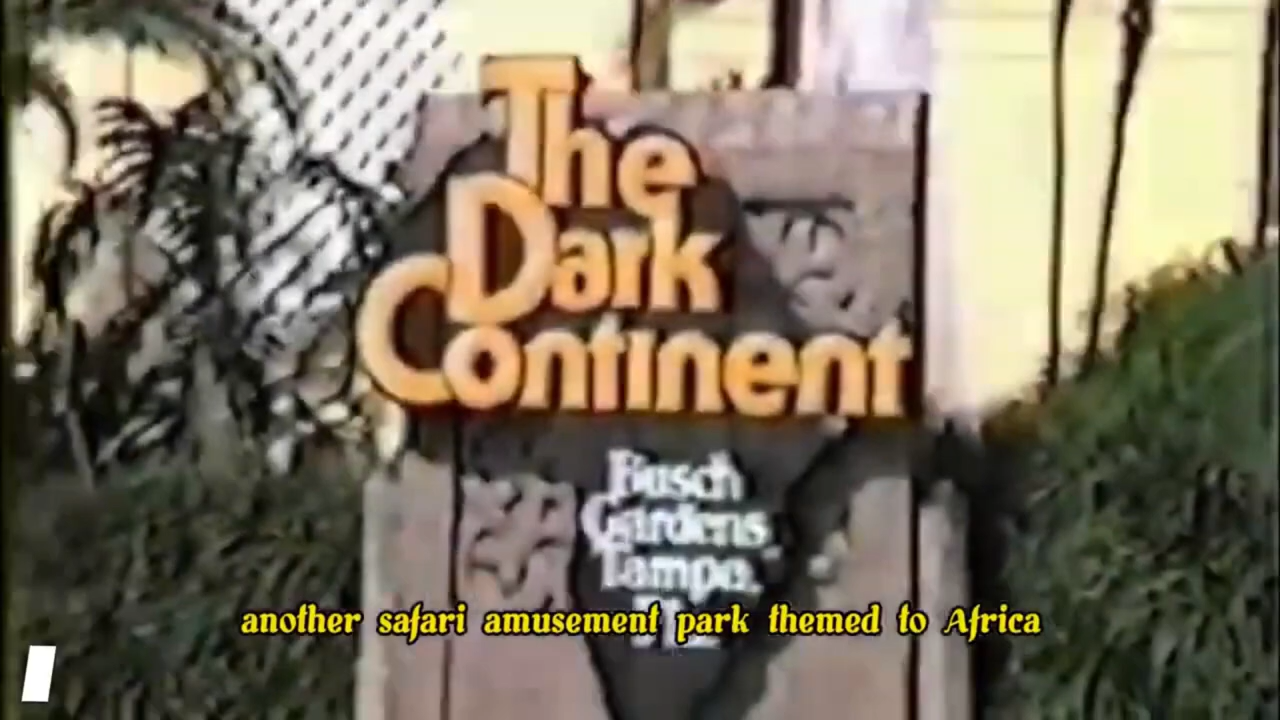 The
Dark
Continent
Busch
Gardens
Tampa,
another safari amusement park themed to Africa